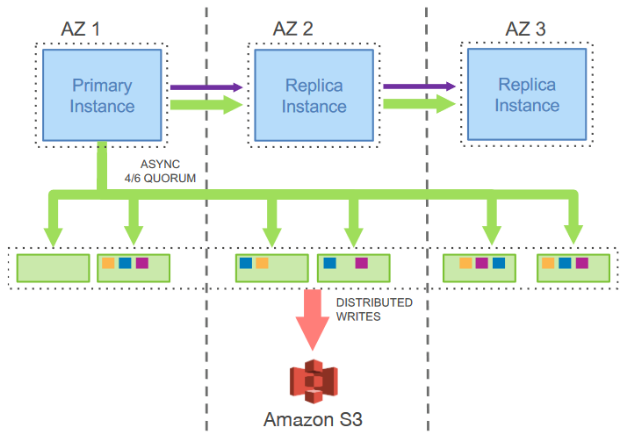 AZ 1
AZ 2
AZ 3
Primary
Instance
Replica
Instance
Replica
Instance
ASYNC
4/6 QUORUM
DISTRIBUTED
WRITES
Amazon S3